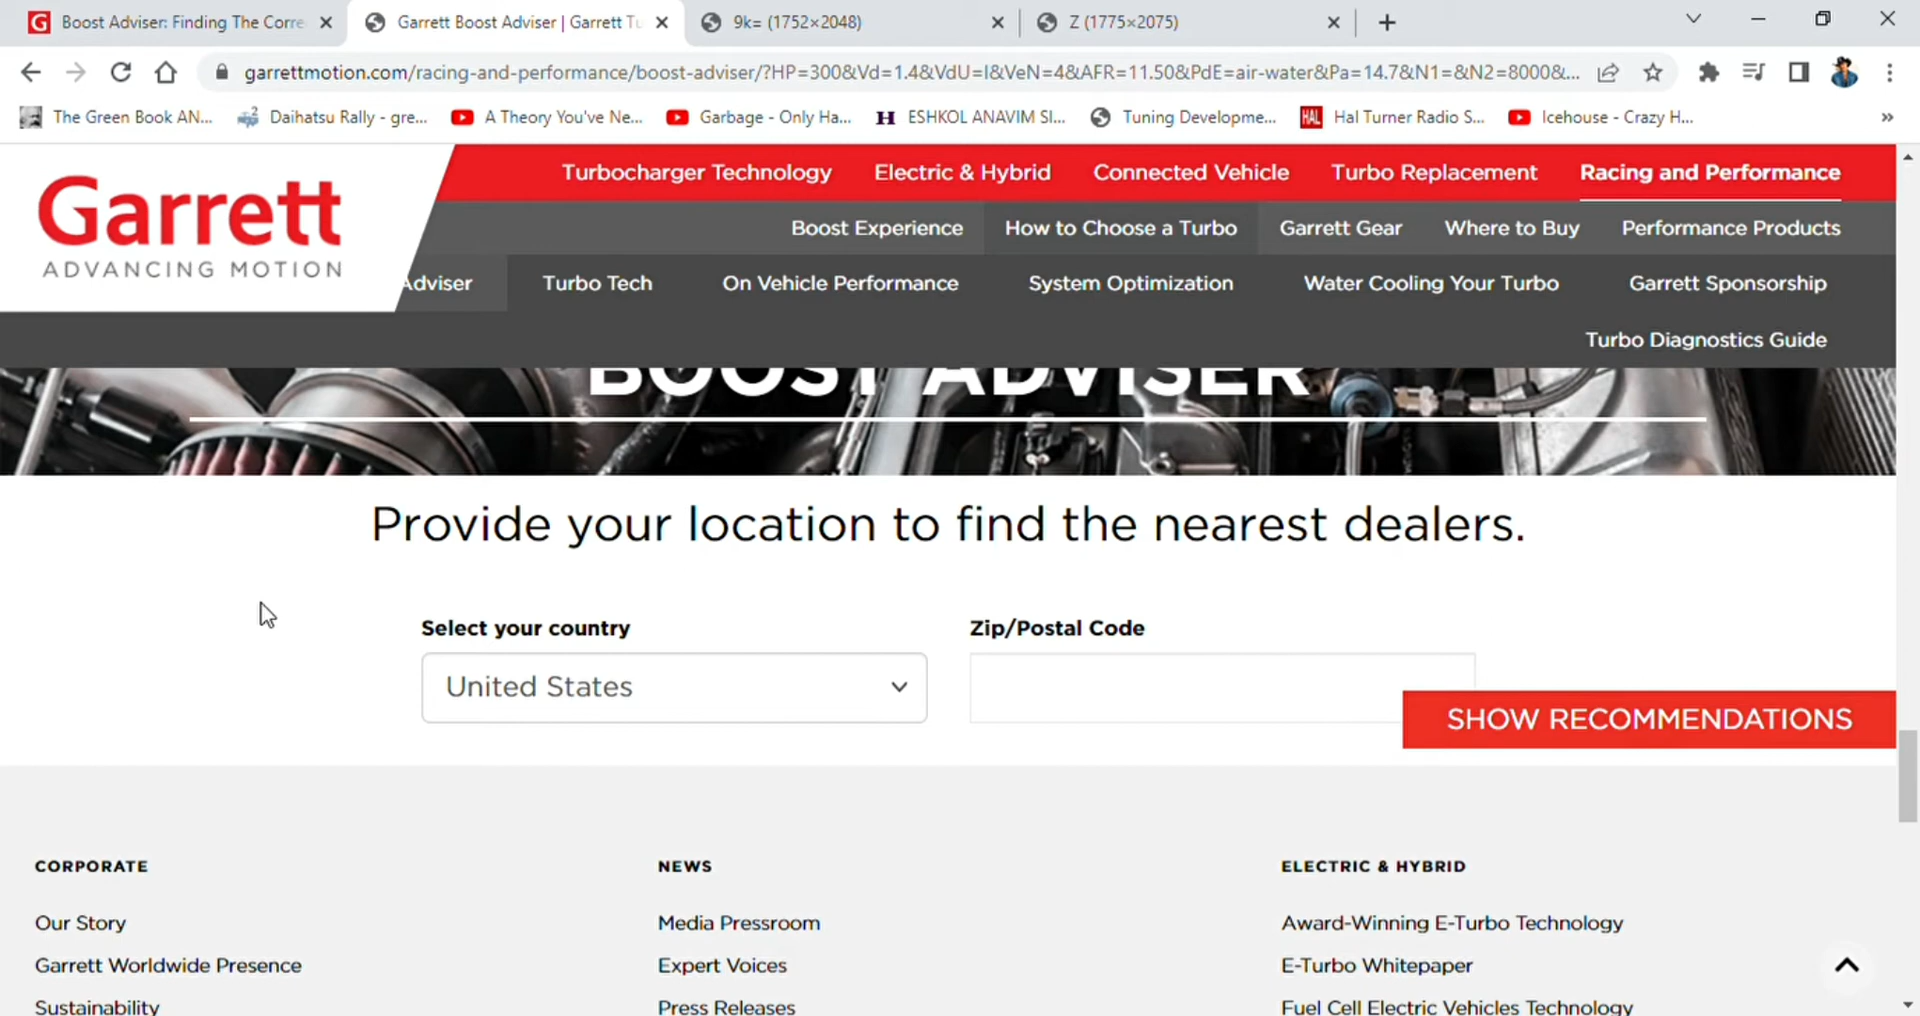 Boost Adviser: Finding The Corre
Garrett Boost Adviser | Garrett Tu
9k= (1752×2048)
Z (1775×2075)
garrettmotion.com/racing-and-performance/boost-adviser/?HP=300&Vd=1.4&VdU=l&VeN=4&AFR=11.50&PdE=air-water&Pa=14.7&N1=&N2=8000&...
The Green Book AN...
Daihatsu Rally - gre...
A Theory You've Ne...
Garbage - Only Ha...
ESHKOL ANAVIM SI...
Tuning Developme...
Hal Turner Radio S...
Icehouse - Crazy H...
Garrett
ADVANCING MOTION
Turbocharger Technology
Electric & Hybrid
Connected Vehicle
Turbo Replacement
Racing and Performance
Boost Experience
How to Choose a Turbo
Garrett Gear
Where to Buy
Performance Products
Adviser
Turbo Tech
On Vehicle Performance
System Optimization
Water Cooling Your Turbo
Garrett Sponsorship
Turbo Diagnostics Guide
BOOST ADVISER
Provide your location to find the nearest dealers.
Select your country
Zip/Postal Code
United States
SHOW RECOMMENDATIONS
CORPORATE
NEWS
ELECTRIC & HYBRID
Our Story
Media Pressroom
Award-Winning E-Turbo Technology
Garrett Worldwide Presence
Expert Voices
E-Turbo Whitepaper
Sustainability
Press Releases
Fuel Cell Electric Vehicles Technology